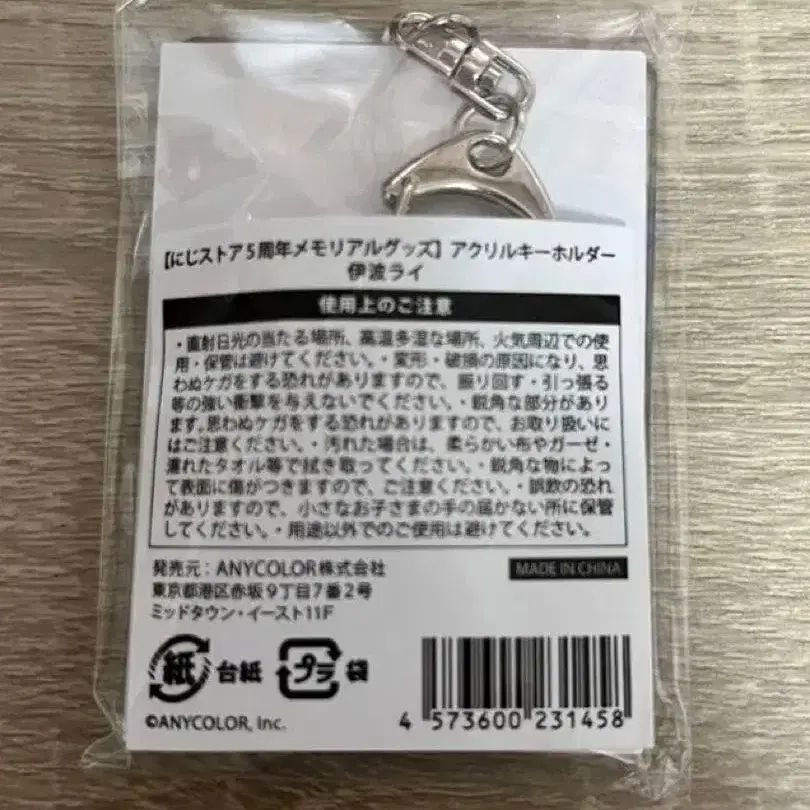 【にじストア5周年メモリアルグッズ】アクリルキーホルダー
伊波ライ
使用上のご注意
・直射日光の当たる場所、高温多湿な場所、火気周辺での使
用・保管は避けてください。・変形・破損の原因になり、思
わぬケガをする恐れがありますので、振り回す・引っ張る
等の強い衝撃を与えないでください。・鋭角な部分があり
ます。思わぬケガをする恐れがありますので、お取り扱いに
はご注意ください。・汚れた場合は、柔らかい布やガーゼ・
濡れたタオル等で拭き取ってください。・鋭角な物によっ
て表面に傷がつきますので、ご注意ください。・誤飲の恐れ
がありますので、小さなお子さまの手の届かない所に保管
してください。・用途以外でのご使用は避けてください。
発売元：ANYCOLOR株式会社
MADE IN CHINA
東京都港区赤坂9丁目7番2号
ミッドタウン・イースト11F
紙 台紙 プラ 袋
©ANYCOLOR, Inc.
4 573600 231458